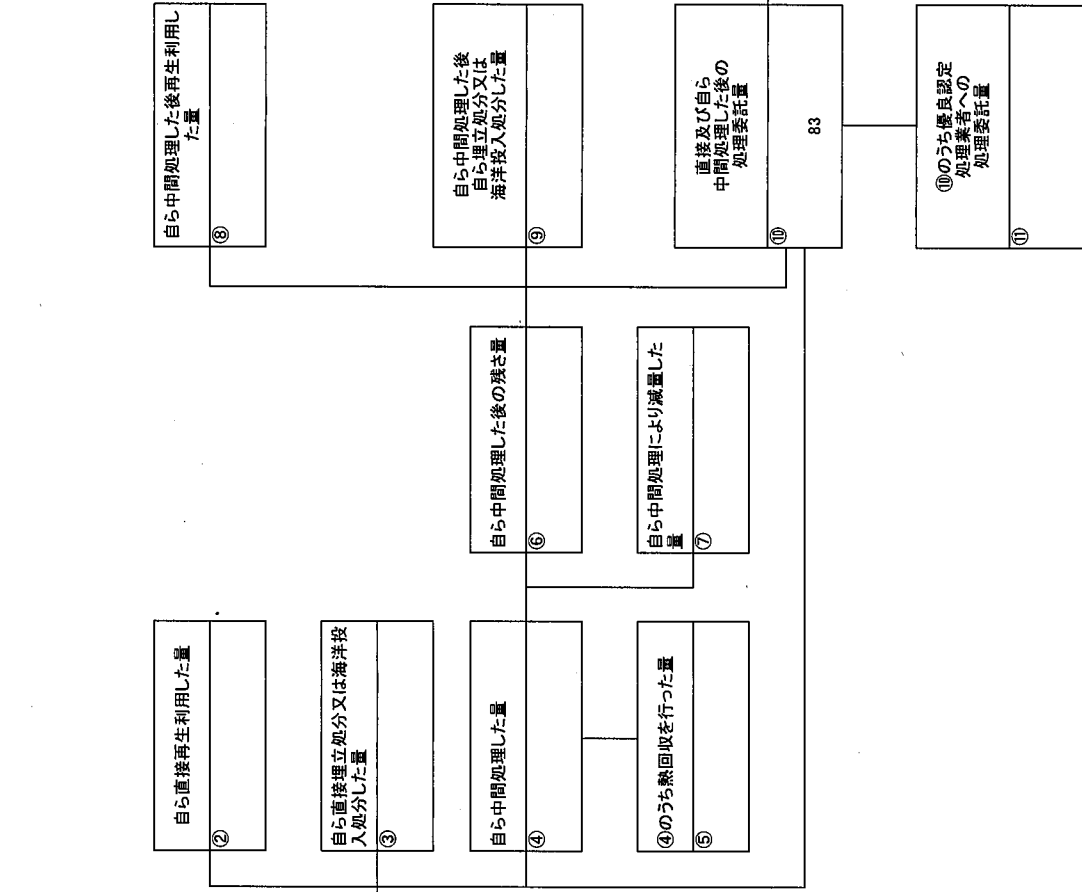 自ら直接再生利用した量
②
自ら直接埋立処分又は海洋投
入処分した量
③
自ら中間処理した量
④
④のうち熱回収を行った量
⑤
自ら中間処理した後の残さ量
⑥
自ら中間処理により減量した
量
⑦
自ら中間処理した後再生利用し
た量
⑧
自ら中間処理した後
自ら埋立処分又は
海洋投入処分した量
⑨
直接及び自ら
中間処理した後の
処理委託量
⑩
83
⑩のうち優良認定
処理業者への
処理委託量
⑪